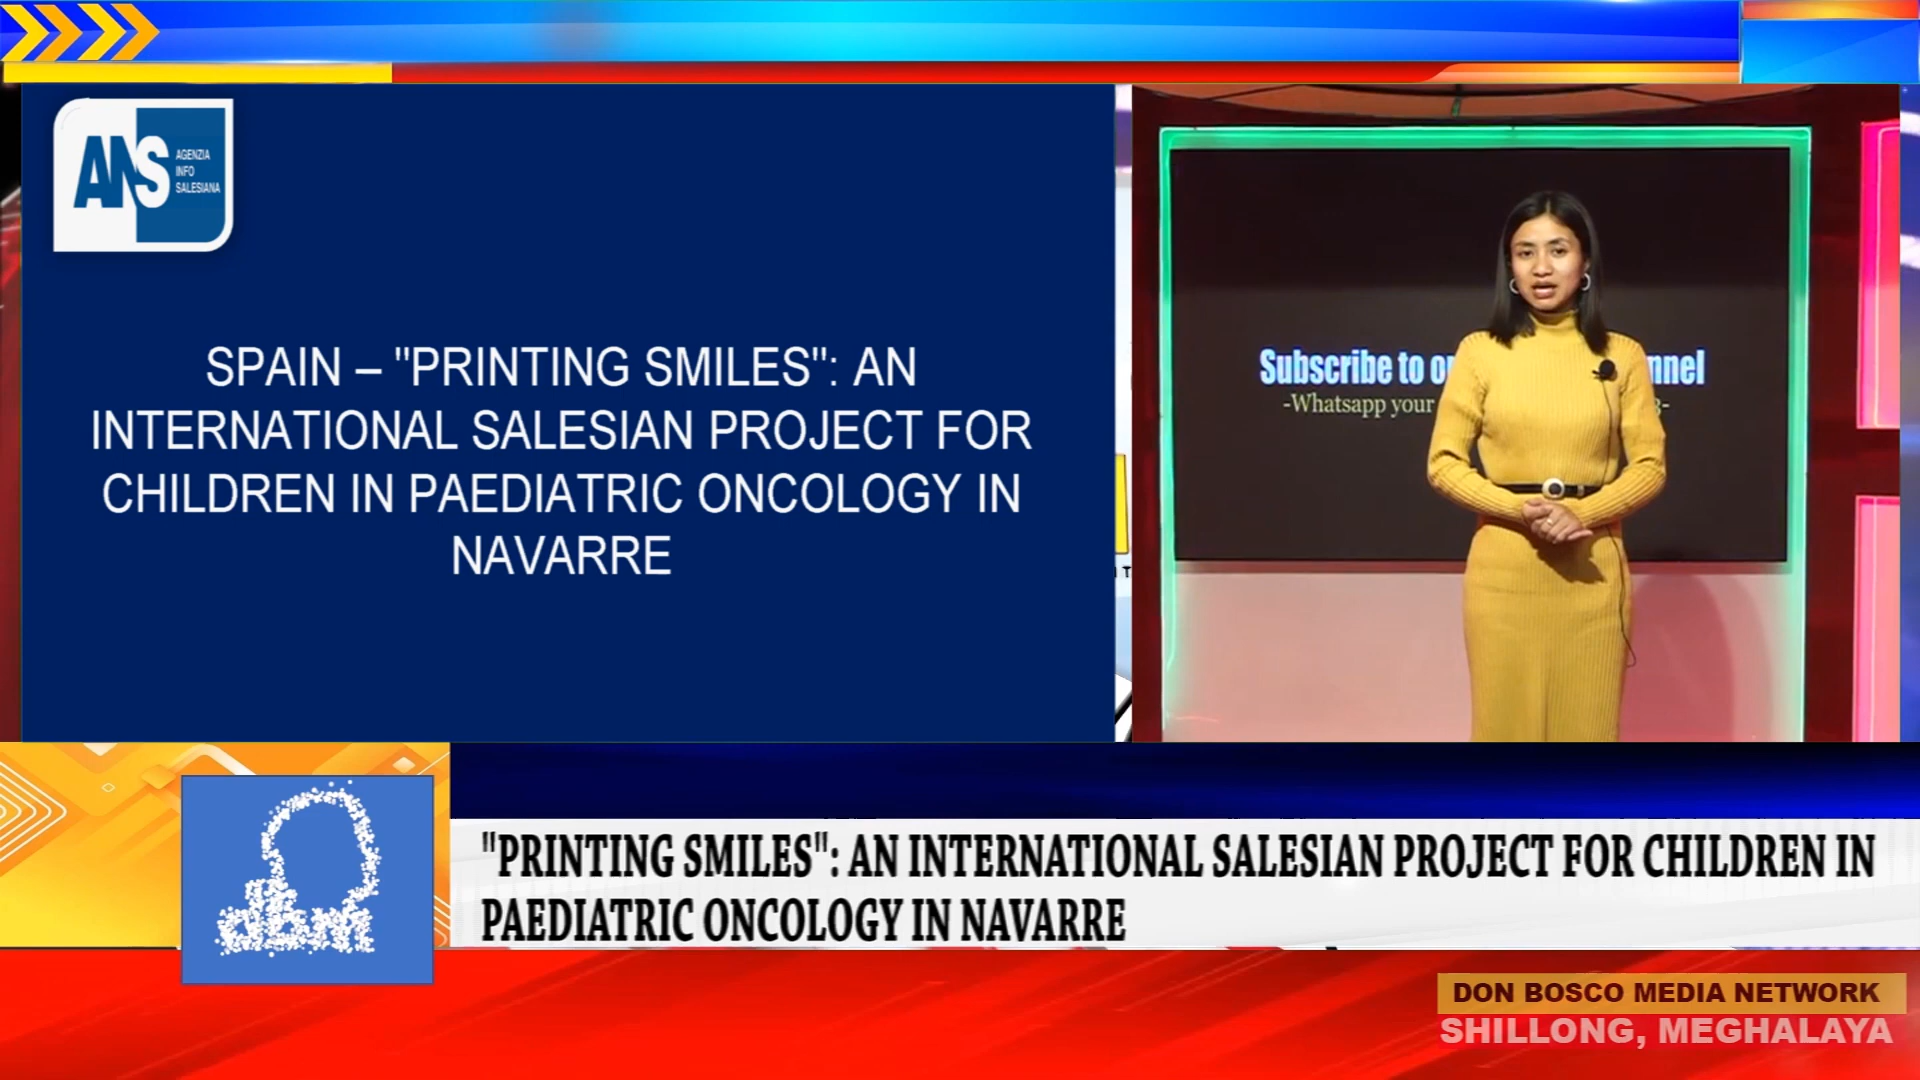 ANS
AGENZIA
INFO
SALESIANA
SPAIN – "PRINTING SMILES": AN
INTERNATIONAL SALESIAN PROJECT FOR
CHILDREN IN PAEDIATRIC ONCOLOGY IN
NAVARRE
Subscribe to
-Whatsapp your
dbm
"PRINTING SMILES": AN INTERNATIONAL SALESIAN PROJECT FOR CHILDREN IN
PAEDIATRIC ONCOLOGY IN NAVARRE
DON BOSCO MEDIA NETWORK
SHILLONG, MEGHALAYA